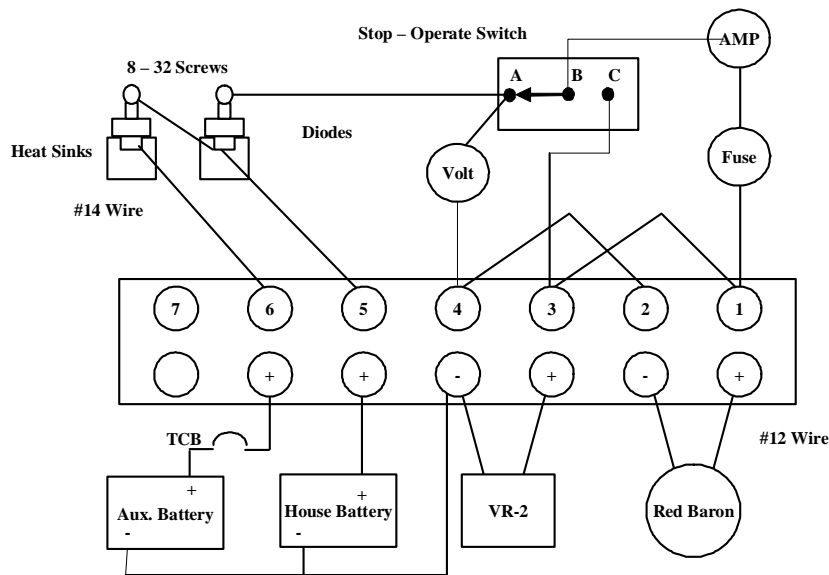 Stop – Operate Switch
AMP
8 – 32 Screws
A B C
Diodes
Heat Sinks
Volt
Fuse
#14 Wire
7 6 5 4 3 2 1
+ + - + - +
TCB
#12 Wire
+ +
Aux. Battery House Battery VR-2 Red Baron
- -